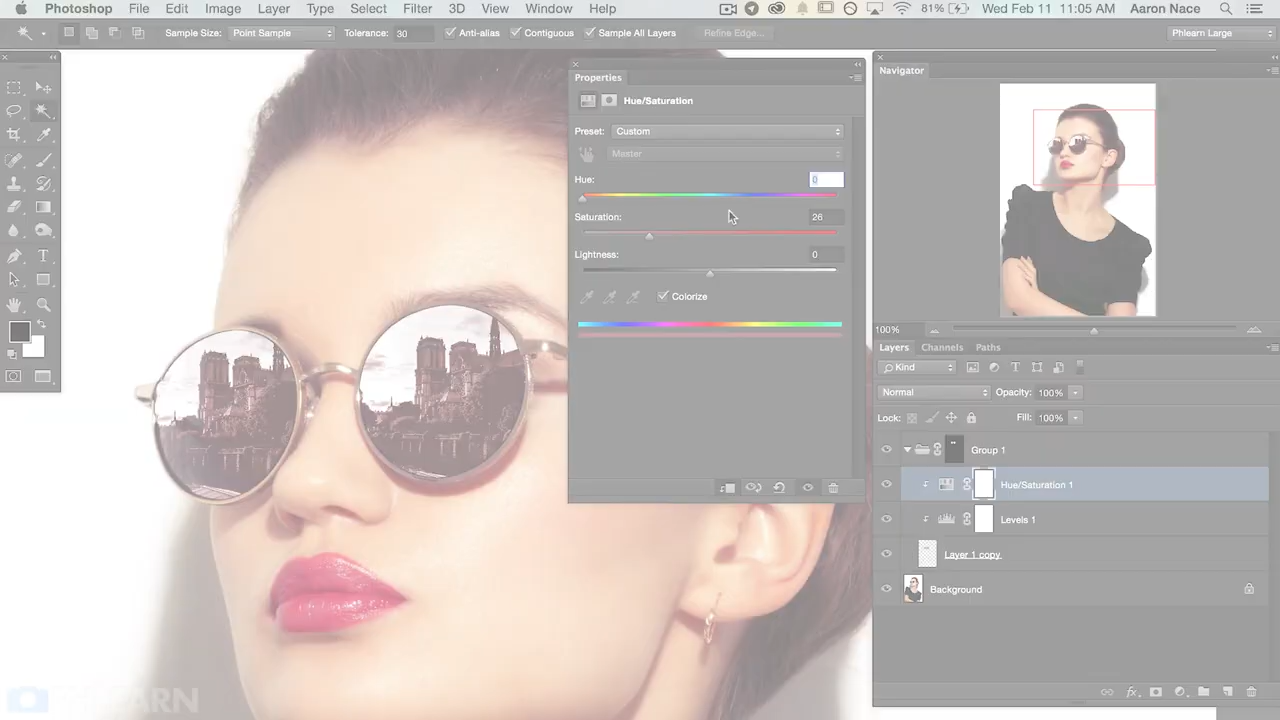 Photoshop File Edit Image Layer Type Select Filter 3D View Window Help 81% Wed Feb 11 11:05 AM Aaron Nace
Sample Size: Point Sample Tolerance: 30 Anti-alias Contiguous Sample All Layers Refine Edge... Phlearn Large
Properties
Hue/Saturation
Preset: Custom
Master
Hue: 0
Saturation: 26
Lightness: 0
Colorize
Navigator
100%
Layers Channels Paths
Kind
Normal Opacity: 100%
Lock: Fill: 100%
Group 1
Hue/Saturation 1
Levels 1
Layer 1 copy
Background
PHLEARN